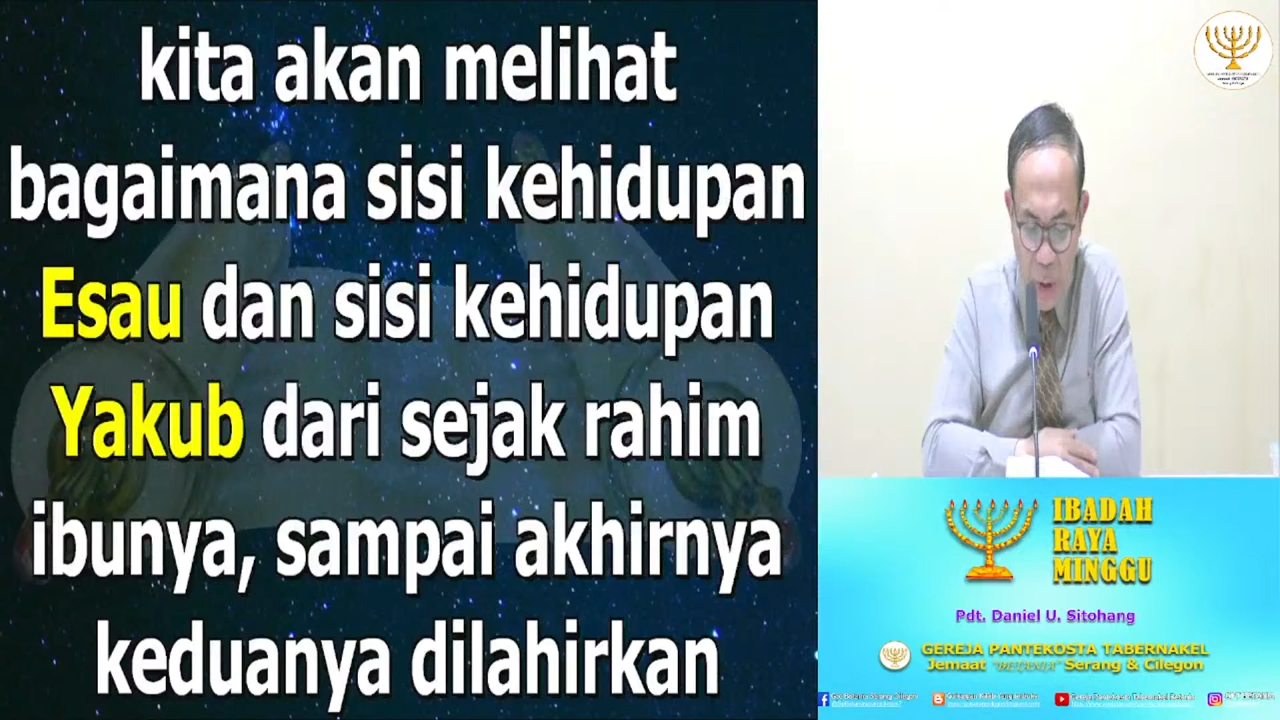 kita akan melihat
bagaimana sisi kehidupan
Esau dan sisi kehidupan
Yakub dari sejak rahim
ibunya, sampai akhirnya
keduanya dilahirkan
IBADAH
RAYA
MINGGU
Pdt. Daniel U. Sitohang
GEREJA PANTEKOSTA TABERNAKEL
Jemaat "BETANIA" Serang & Cilegon